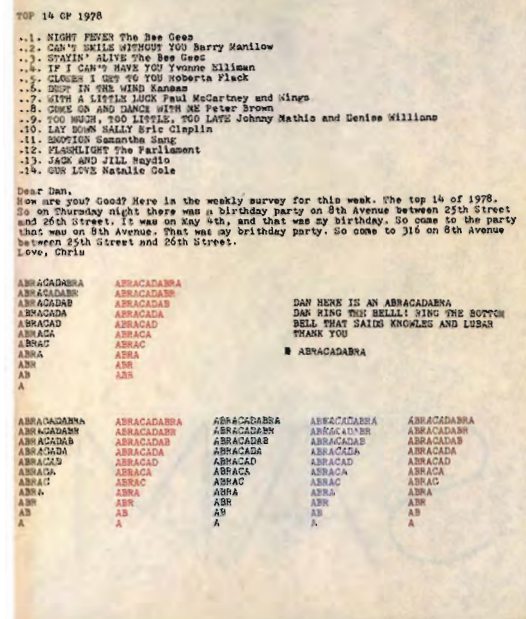 TOP 14 OF 1978
..1. NIGHT FEVER The Bee Gees
..2. CAN'T SMILE WITHOUT YOU Barry Manilow
..3. STAYIN' ALIVE The Bee Gees
..4. IF I CAN'T HAVE YOU Yvonne Elliman
..5. CLOSER I GET TO YOU Roberta Flack
..6. DUST IN THE WIND Kansas
..7. WITH A LITTLE LUCK Paul McCartney and Wings
..8. COME ON AND DANCE WITH ME Peter Brown
..9. TOO MUCH, TOO LITTLE, TOO LATE Johnny Mathis and Denise Willians
.10. LAY DOWN SALLY Eric Claplin
.11. EMOTION Samantha Sang
.12. FLASHLIGHT The Parliament
.13. JACK AND JILL Raydio
.14. OUR LOVE Natalie Cole
Dear Dan,
How are you? Good? Here is the weekly survey for this week. The top 14 of 1978.
So on Thursday night there was a birthday party on 8th Avenue between 25th Street
and 26th Street. It was on May 4th, and that was my birthday. So come to the party
that was on 8th Avenue. That was my brithday party. So come to 316 on 8th Avenue
between 25th Street and 26th Street.
Love, Chris
ABRACADABRA ABRACADABRA
ABRACADABR ABRACADABR
ABRACADAB ABRACADAB
ABRACADA ABRACADA
ABRACAD ABRACAD
ABRACA ABRACA
ABRAC ABRAC
ABRA ABRA
ABR ABR
AB ABR
A
DAN HERE IS AN ABRACADABRA
DAN RING THE BELLL! RING THE BOTTOM
BELL THAT SAIDS KNOWLES AND LUBAR
THANK YOU
ABRACADABRA
ABRACADABRA ABRACADABRA ABRACADABRA ABRACADABRA ABRACADABRA
ABRACADABR ABRACADABR ABRACADABR ABRACADABR ABRACADABR
ABRACADAB ABRACADAB ABRACADAB ABRACADAB ABRACADAB
ABRACADA ABRACADA ABRACADA ABRACADA ABRACADA
ABRACAD ABRACAD ABRACAD ABRACAD ABRACAD
ABRACA ABRACA ABRACA ABRACA ABRACA
ABRAC ABRAC ABRAC ABRAC ABRAC
ABRA ABRA ABRA ABRA ABRA
ABR ABR ABR ABR ABR
AB AB AB AB AB
A A A A A